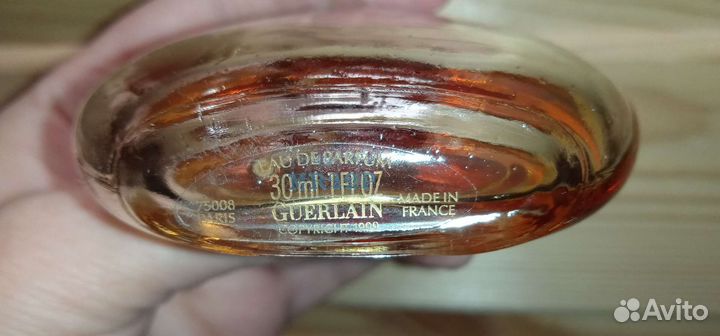 EAU DE PARFUM
30 ml 1 Fl OZ
GUERLAIN
COPYRIGHT 1999
75008
PARIS
MADE IN
FRANCE
Avito